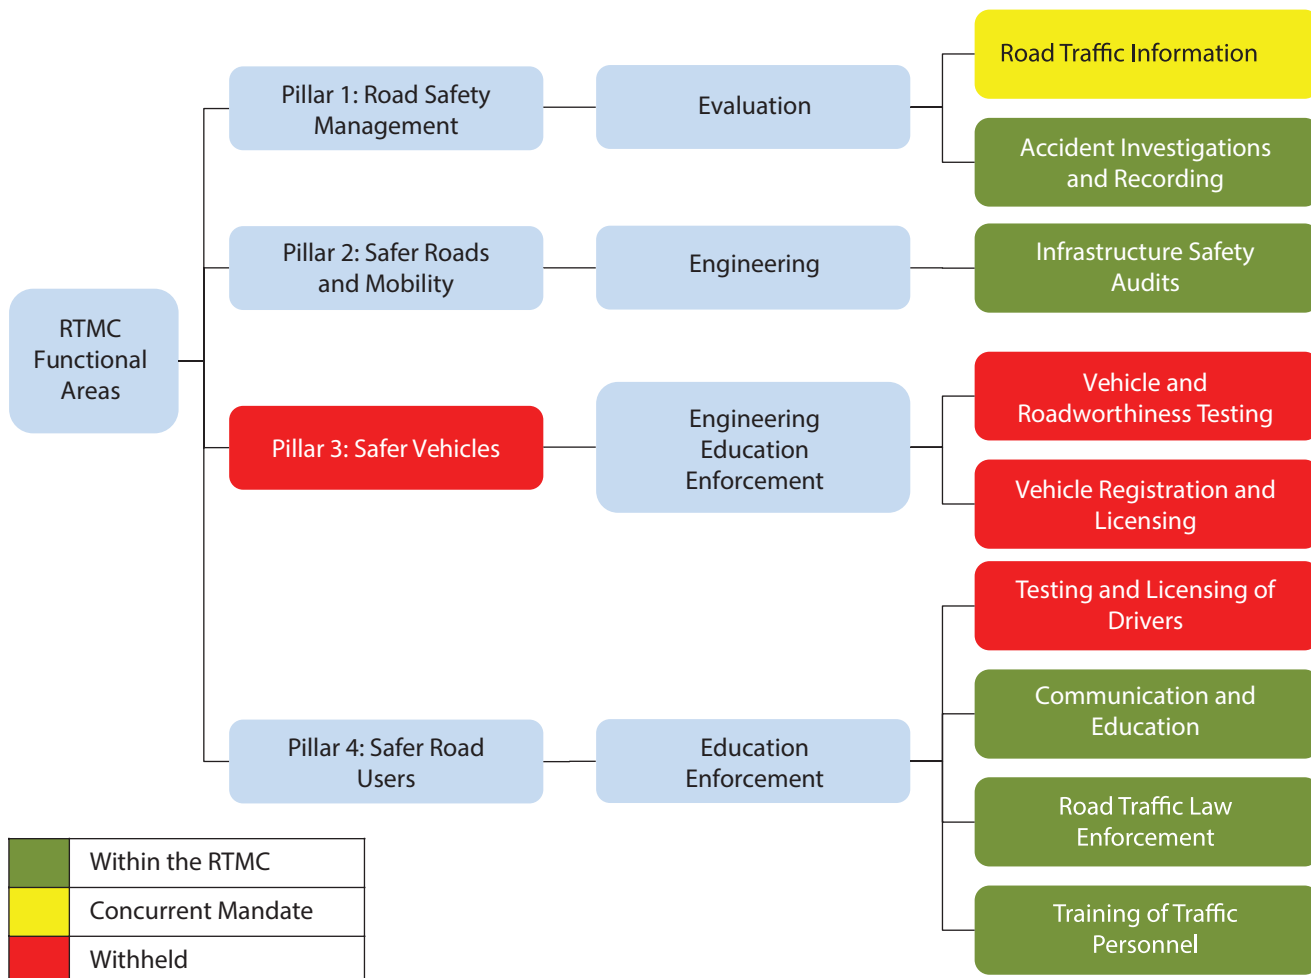 RTMC
Functional
Areas
Pillar 1: Road Safety
Management
Evaluation
Road Traffic Information
Accident Investigations
and Recording
Pillar 2: Safer Roads
and Mobility
Engineering
Infrastructure Safety
Audits
Pillar 3: Safer Vehicles
Engineering
Education
Enforcement
Vehicle and
Roadworthiness Testing
Vehicle Registration and
Licensing
Pillar 4: Safer Road
Users
Education
Enforcement
Testing and Licensing of
Drivers
Communication and
Education
Road Traffic Law
Enforcement
Training of Traffic
Personnel
Within the RTMC
Concurrent Mandate
Withheld